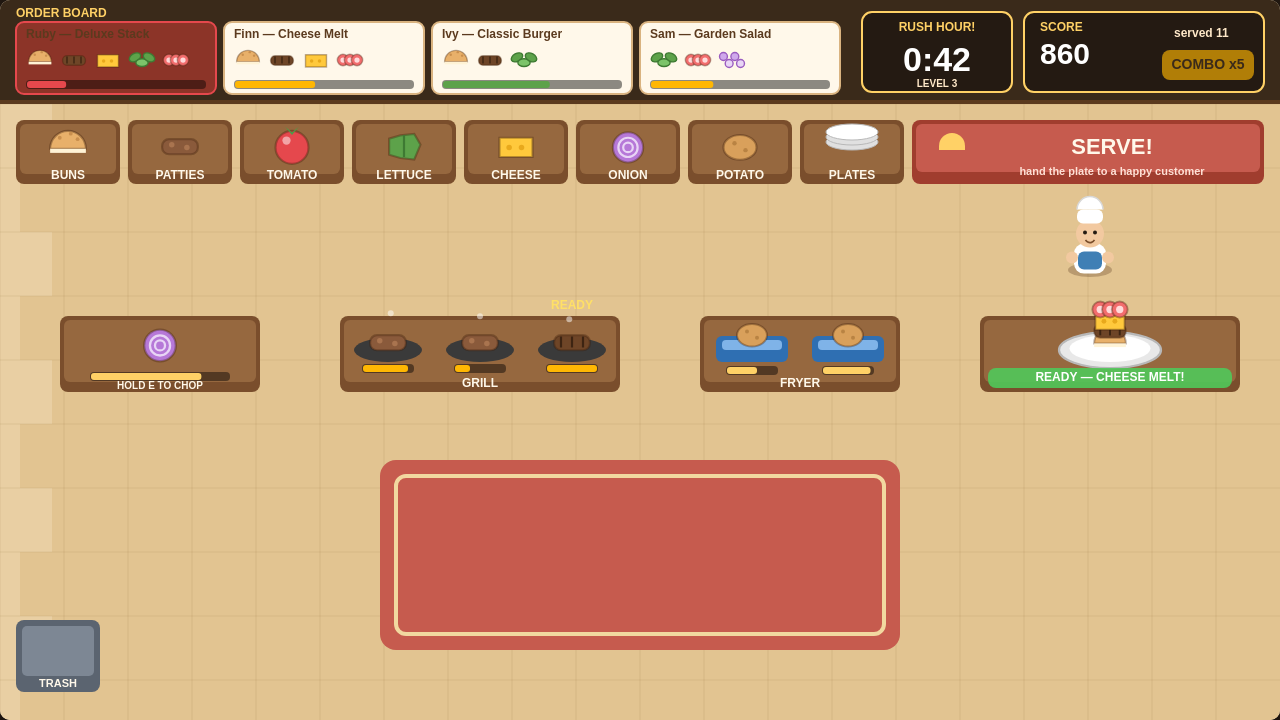 ORDER BOARD
Ruby — Deluxe Stack
Finn — Cheese Melt
Ivy — Classic Burger
Sam — Garden Salad
RUSH HOUR!
0:42
LEVEL 3
SCORE
860
served 11
COMBO x5
BUNS
PATTIES
TOMATO
LETTUCE
CHEESE
ONION
POTATO
PLATES
SERVE!
hand the plate to a happy customer
READY
HOLD E TO CHOP
GRILL
FRYER
READY — CHEESE MELT!
TRASH